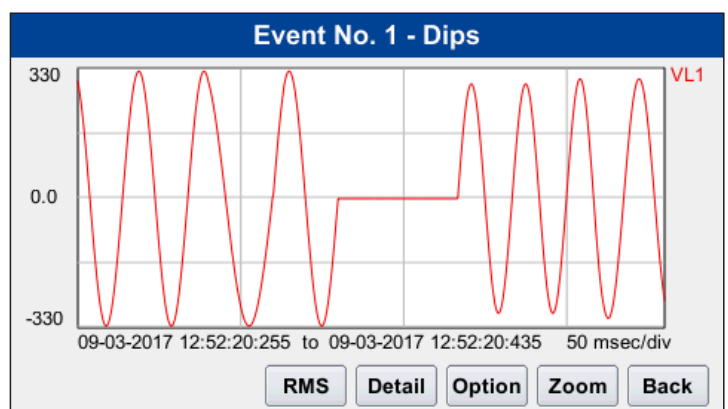 Event No. 1 - Dips
330
VL1
0.0
-330
09-03-2017 12:52:20:255 to 09-03-2017 12:52:20:435 50 msec/div
RMS Detail Option Zoom Back